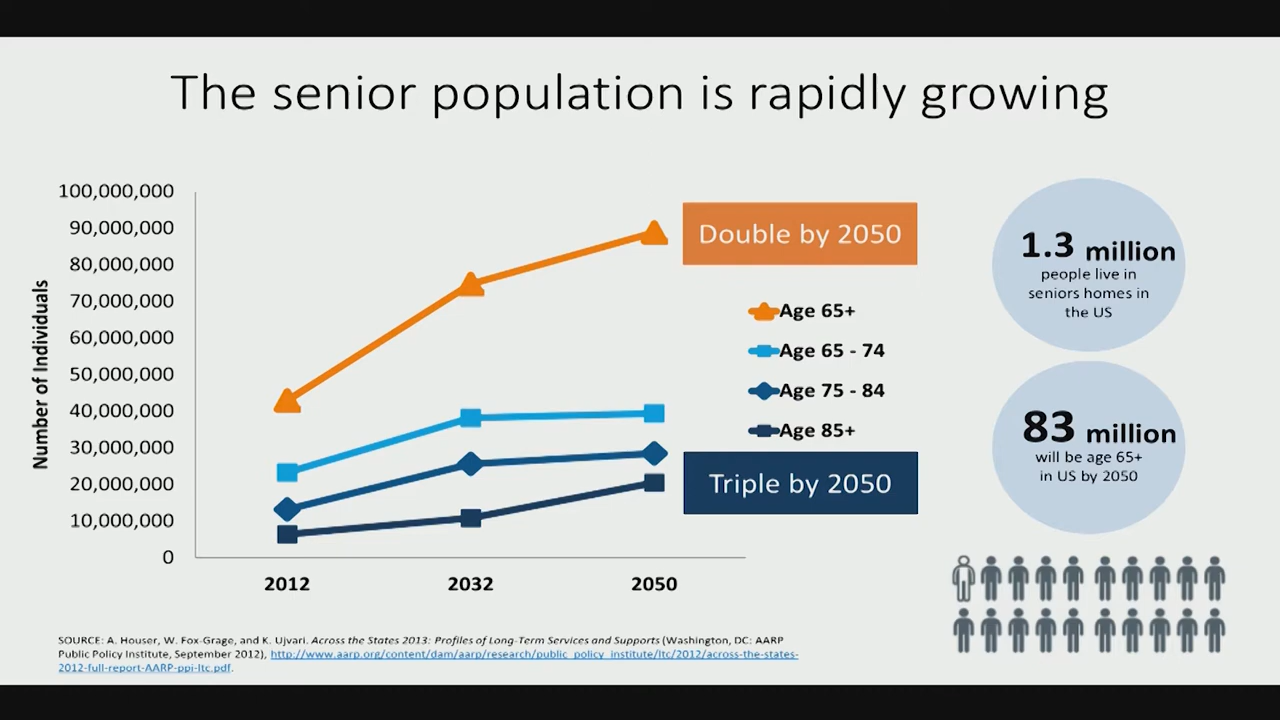 The senior population is rapidly growing
100,000,000
90,000,000
80,000,000
70,000,000
60,000,000
50,000,000
40,000,000
30,000,000
20,000,000
10,000,000
0
Number of Individuals
2012
2032
2050
Double by 2050
Age 65+
Age 65 - 74
Age 75 - 84
Age 85+
Triple by 2050
1.3 million
people live in
seniors homes in
the US
83 million
will be age 65+
in US by 2050
SOURCE: A. Houser, W. Fox-Grage, and K. Ujvari. Across the States 2013: Profiles of Long-Term Services and Supports (Washington, DC: AARP
Public Policy Institute, September 2012), http://www.aarp.org/content/dam/aarp/research/public_policy_institute/ltc/2012/across-the-states-
2012-full-report-AARP-ppi-ltc.pdf.